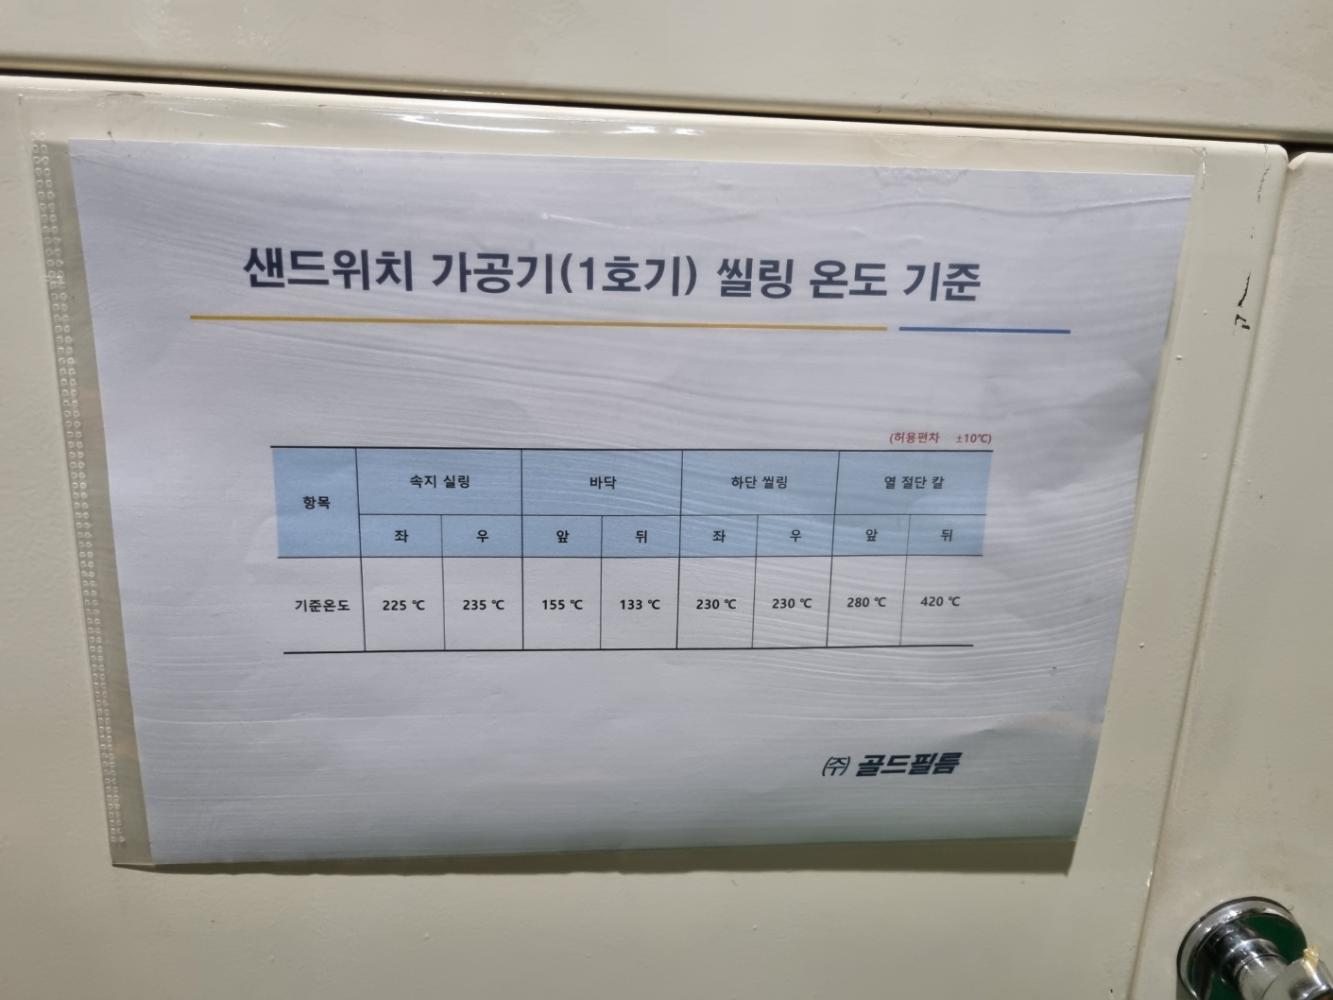 샌드위치 가공기(1호기) 씰링 온도 기준
(허용편차 ±10℃)
항목 속지 실링 바닥 하단 씰링 열 절단 칼
좌 우 앞 뒤 좌 우 앞 뒤
기준온도 225 ℃ 235 ℃ 155 ℃ 133 ℃ 230 ℃ 230 ℃ 280 ℃ 420 ℃
㈜ 골드필름